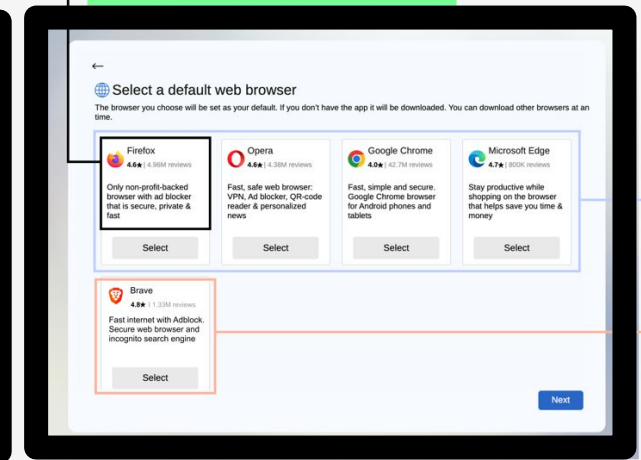 ←
Select a default web browser
The browser you choose will be set as your default. If you don't have the app it will be downloaded. You can download other browsers at an
time.
Firefox
4.6★ | 4.96M reviews
Only non-profit-backed
browser with ad blocker
that is secure, private &
fast
Select
Opera
4.6★ | 4.38M reviews
Fast, safe web browser:
VPN, Ad blocker, QR-code
reader & personalized
news
Select
Google Chrome
4.0★ | 42.7M reviews
Fast, simple and secure.
Google Chrome browser
for Android phones and
tablets
Select
Microsoft Edge
4.7★ | 800K reviews
Stay productive while
shopping on the browser
that helps save you time &
money
Select
Brave
4.8★ | 1.33M reviews
Fast internet with Adblock.
Secure web browser and
incognito search engine
Select
Next